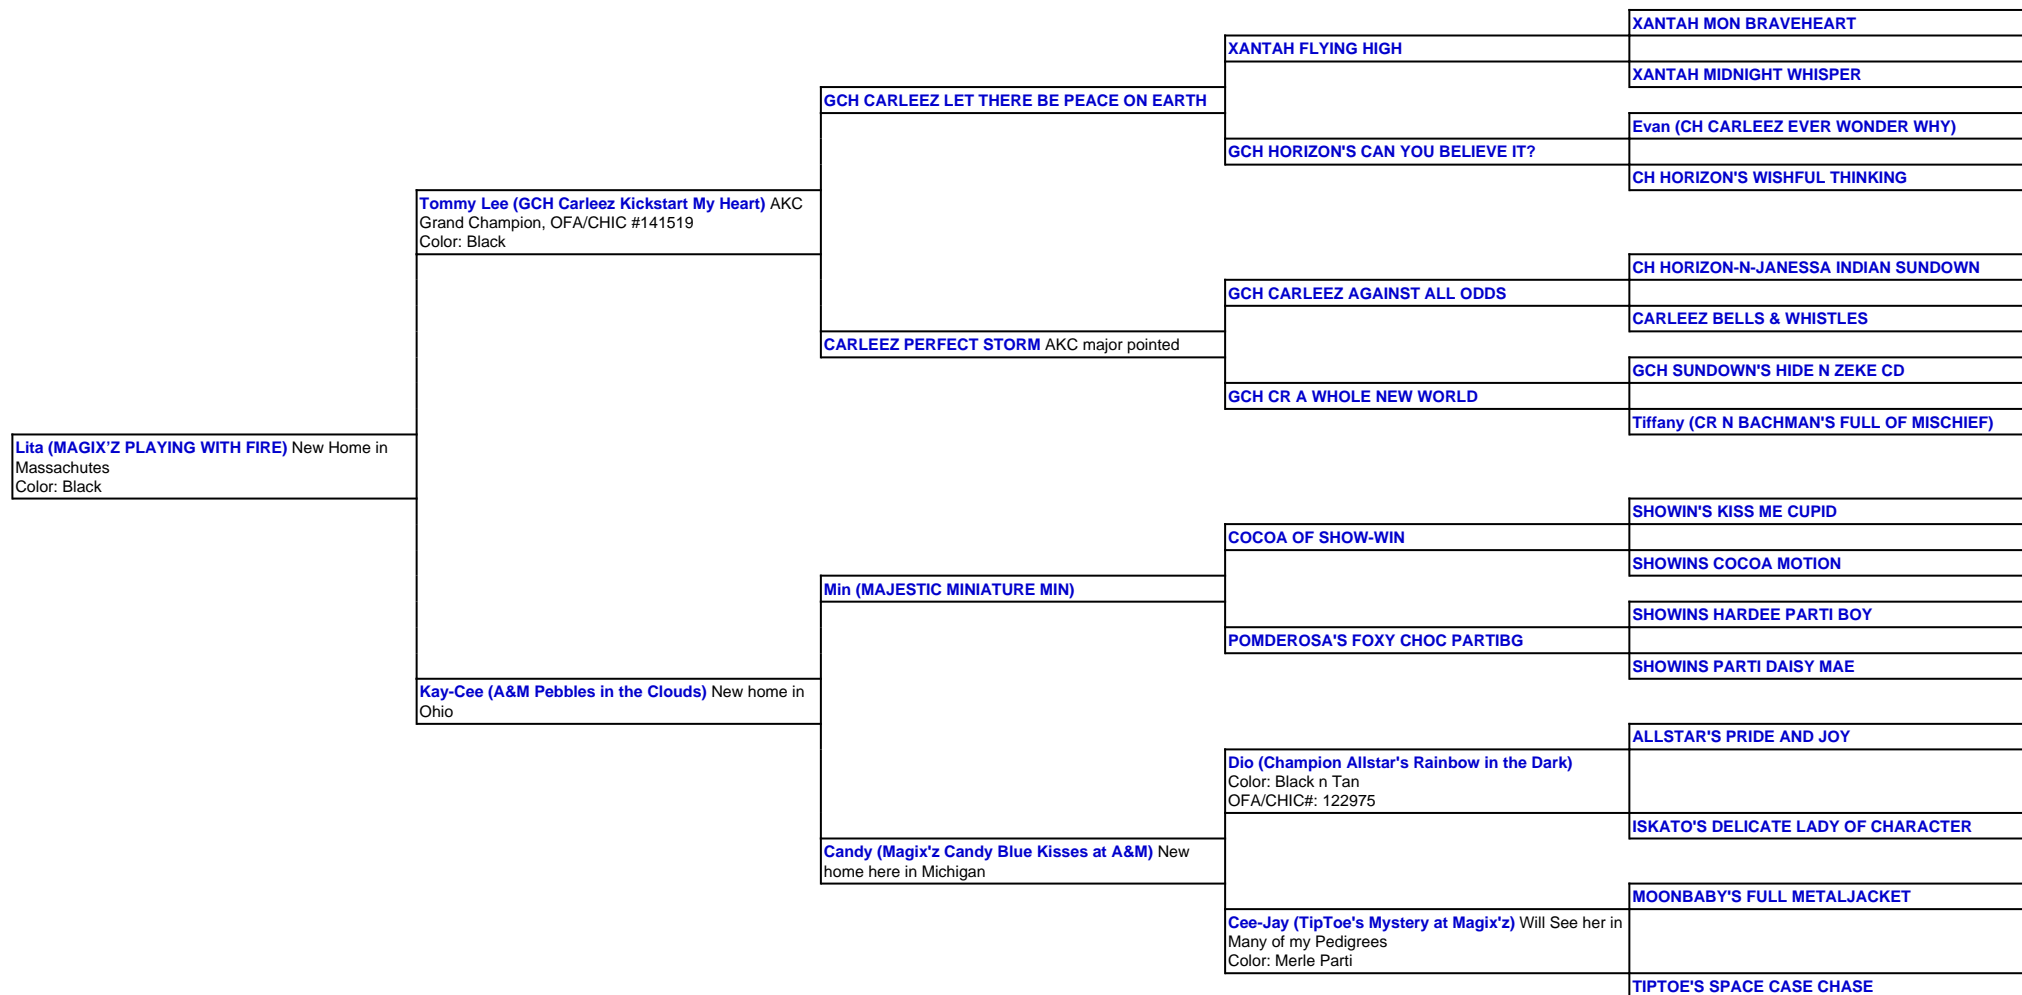 XANTAH MON BRAVEHEART
XANTAH FLYING HIGH
XANTAH MIDNIGHT WHISPER
GCH CARLEEZ LET THERE BE PEACE ON EARTH
Evan (CH CARLEEZ EVER WONDER WHY)
GCH HORIZON'S CAN YOU BELIEVE IT?
CH HORIZON'S WISHFUL THINKING
Tommy Lee (GCH Carleez Kickstart My Heart) AKC
Grand Champion, OFA/CHIC #141519
Color: Black
CH HORIZON-N-JANESSA INDIAN SUNDOWN
GCH CARLEEZ AGAINST ALL ODDS
CARLEEZ BELLS & WHISTLES
CARLEEZ PERFECT STORM AKC major pointed
GCH SUNDOWN'S HIDE N ZEKE CD
GCH CR A WHOLE NEW WORLD
Tiffany (CR N BACHMAN'S FULL OF MISCHIEF)
Lita (MAGIX’Z PLAYING WITH FIRE) New Home in
Massachutes
Color: Black
SHOWIN'S KISS ME CUPID
COCOA OF SHOW-WIN
SHOWINS COCOA MOTION
Min (MAJESTIC MINIATURE MIN)
SHOWINS HARDEE PARTI BOY
POMDEROSA'S FOXY CHOC PARTIBG
SHOWINS PARTI DAISY MAE
Kay-Cee (A&M Pebbles in the Clouds) New home in
Ohio
ALLSTAR'S PRIDE AND JOY
Dio (Champion Allstar's Rainbow in the Dark)
Color: Black n Tan
OFA/CHIC#: 122975
ISKATO'S DELICATE LADY OF CHARACTER
Candy (Magix'z Candy Blue Kisses at A&M) New
home here in Michigan
MOONBABY'S FULL METALJACKET
Cee-Jay (TipToe's Mystery at Magix'z) Will See her in
Many of my Pedigrees
Color: Merle Parti
TIPTOE'S SPACE CASE CHASE